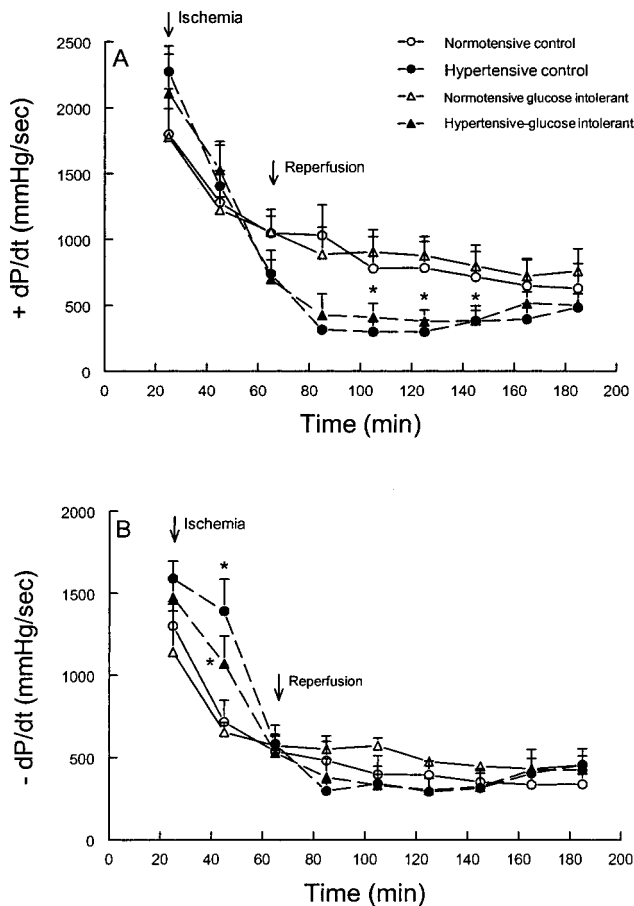 Ischemia
A
Normotensive control
Hypertensive control
Normotensive glucose intolerant
Hypertensive-glucose intolerant
Reperfusion
+ dP/dt (mmHg/sec)
2500
2000
1500
1000
500
0
* * *
0 20 40 60 80 100 120 140 160 180 200
Time (min)
B
Ischemia
*
*
Reperfusion
- dP/dt (mmHg/sec)
2000
1500
1000
500
0
0 20 40 60 80 100 120 140 160 180 200
Time (min)